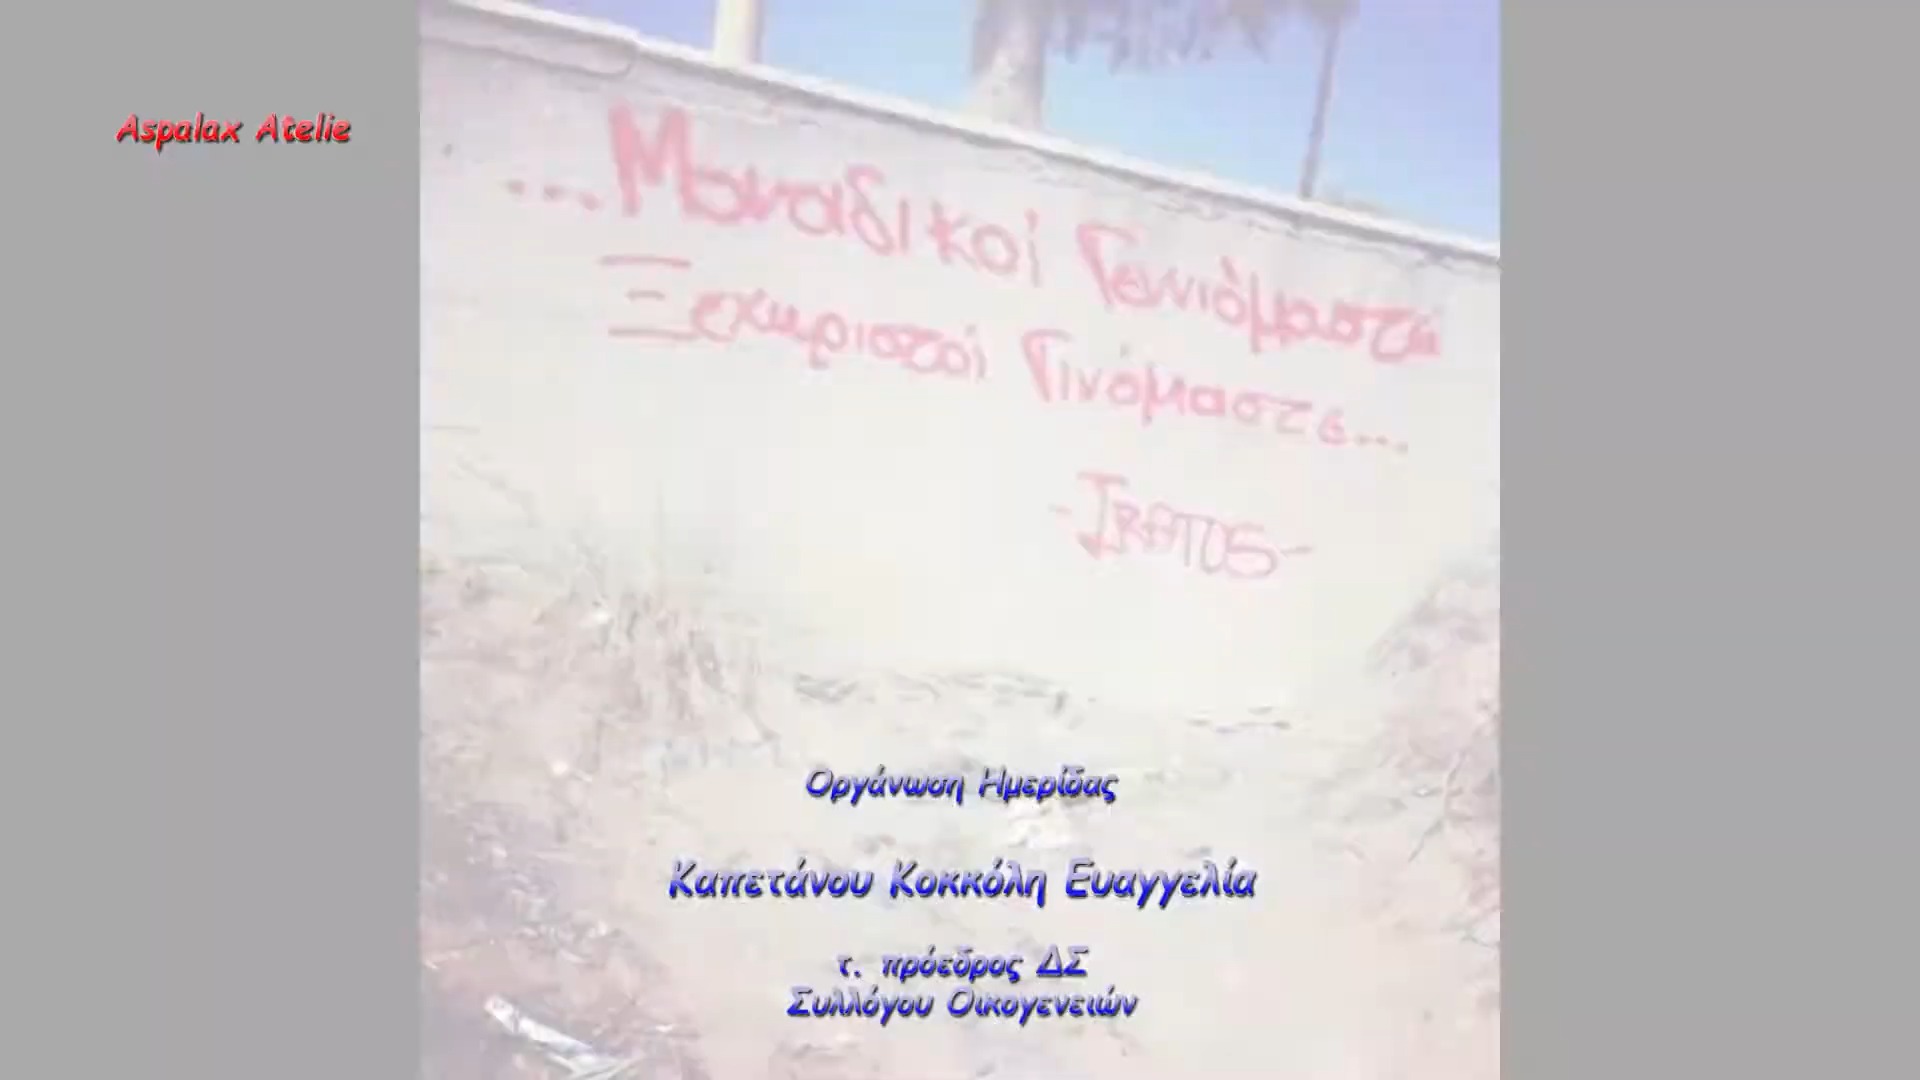 Aspalax Atelie
...Μοναδικοί Γεννιόμαστε
Ξεχωριστοί Γινόμαστε...
-IRATOS-
Οργάνωση Ημερίδας
Καπετάνου Κοκκόλη Ευαγγελία
τ. πρόεδρος ΔΣ
Συλλόγου Οικογενειών